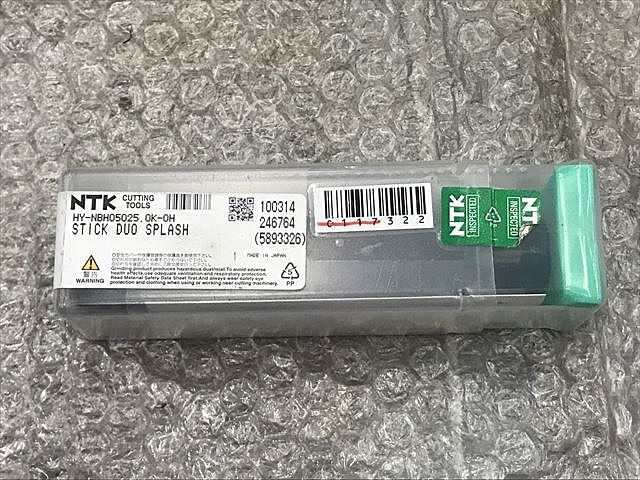 NTK CUTTING TOOLS
HY-NBH05025.0K-OH
STICK DUO SPLASH
100314
246764
(5893326)
1 MADE IN JAPAN
WARNING
Grinding product produces hazardous dust/mist.To avoid adverse
health effects,use adequate ventilation and respiratory protection.
Read Material Safety Data Sheet first.And always wear safety eye
protection and clothing when using or working near cutting machinery.
5
PP
C117322
NTK
INSPECTED
INSPECTED
NTK